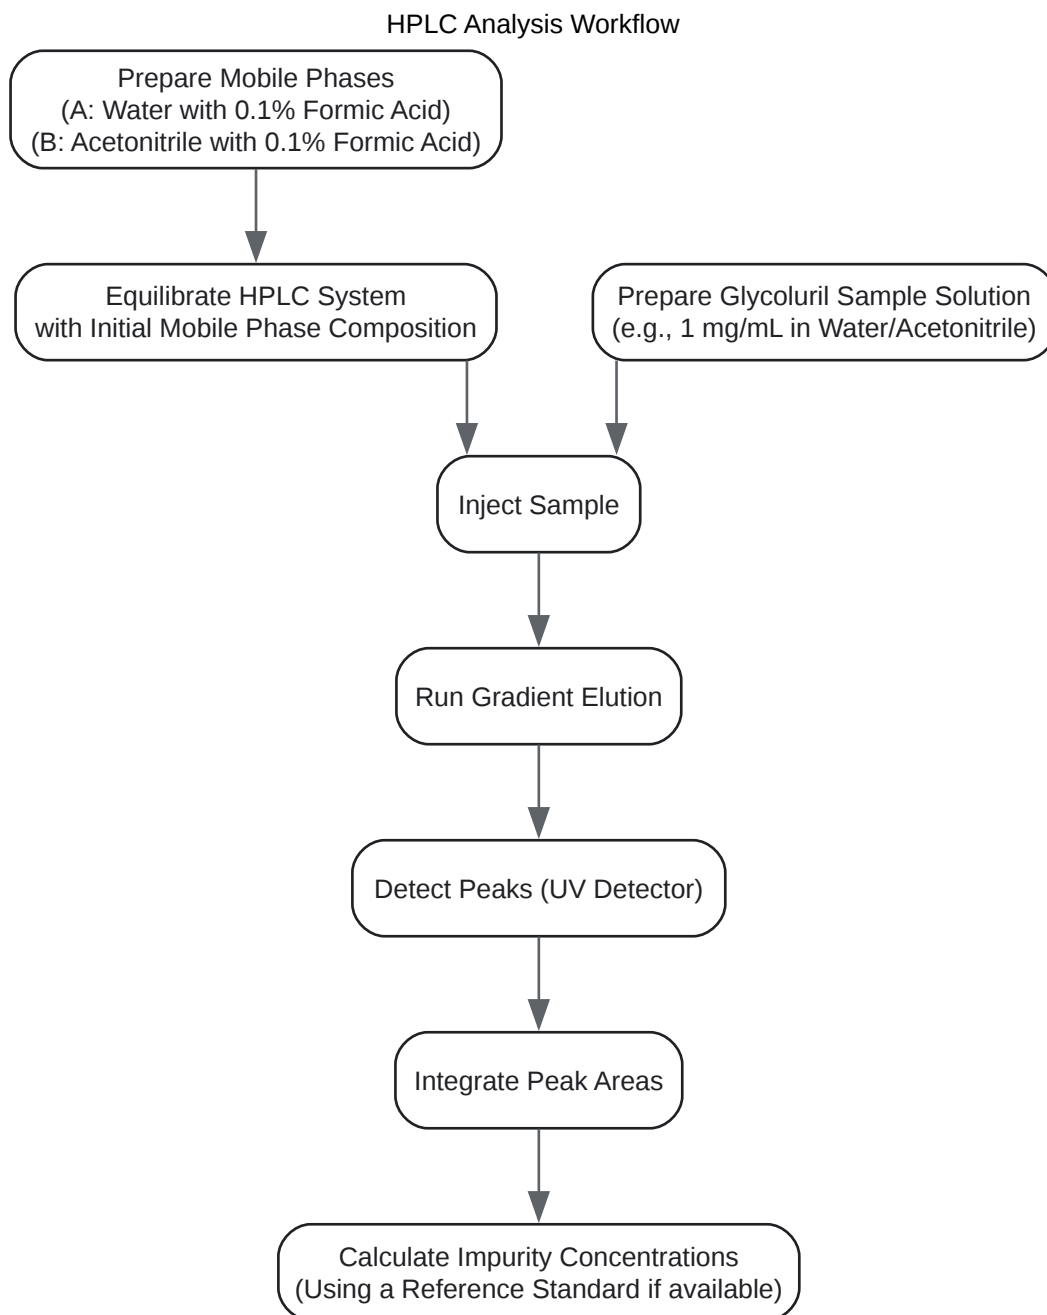 HPLC Analysis Workflow
Prepare Mobile Phases
(A: Water with 0.1% Formic Acid)
(B: Acetonitrile with 0.1% Formic Acid)
Equilibrate HPLC System
with Initial Mobile Phase Composition
Prepare Glycoluril Sample Solution
(e.g., 1 mg/mL in Water/Acetonitrile)
Inject Sample
Run Gradient Elution
Detect Peaks (UV Detector)
Integrate Peak Areas
Calculate Impurity Concentrations
(Using a Reference Standard if available)